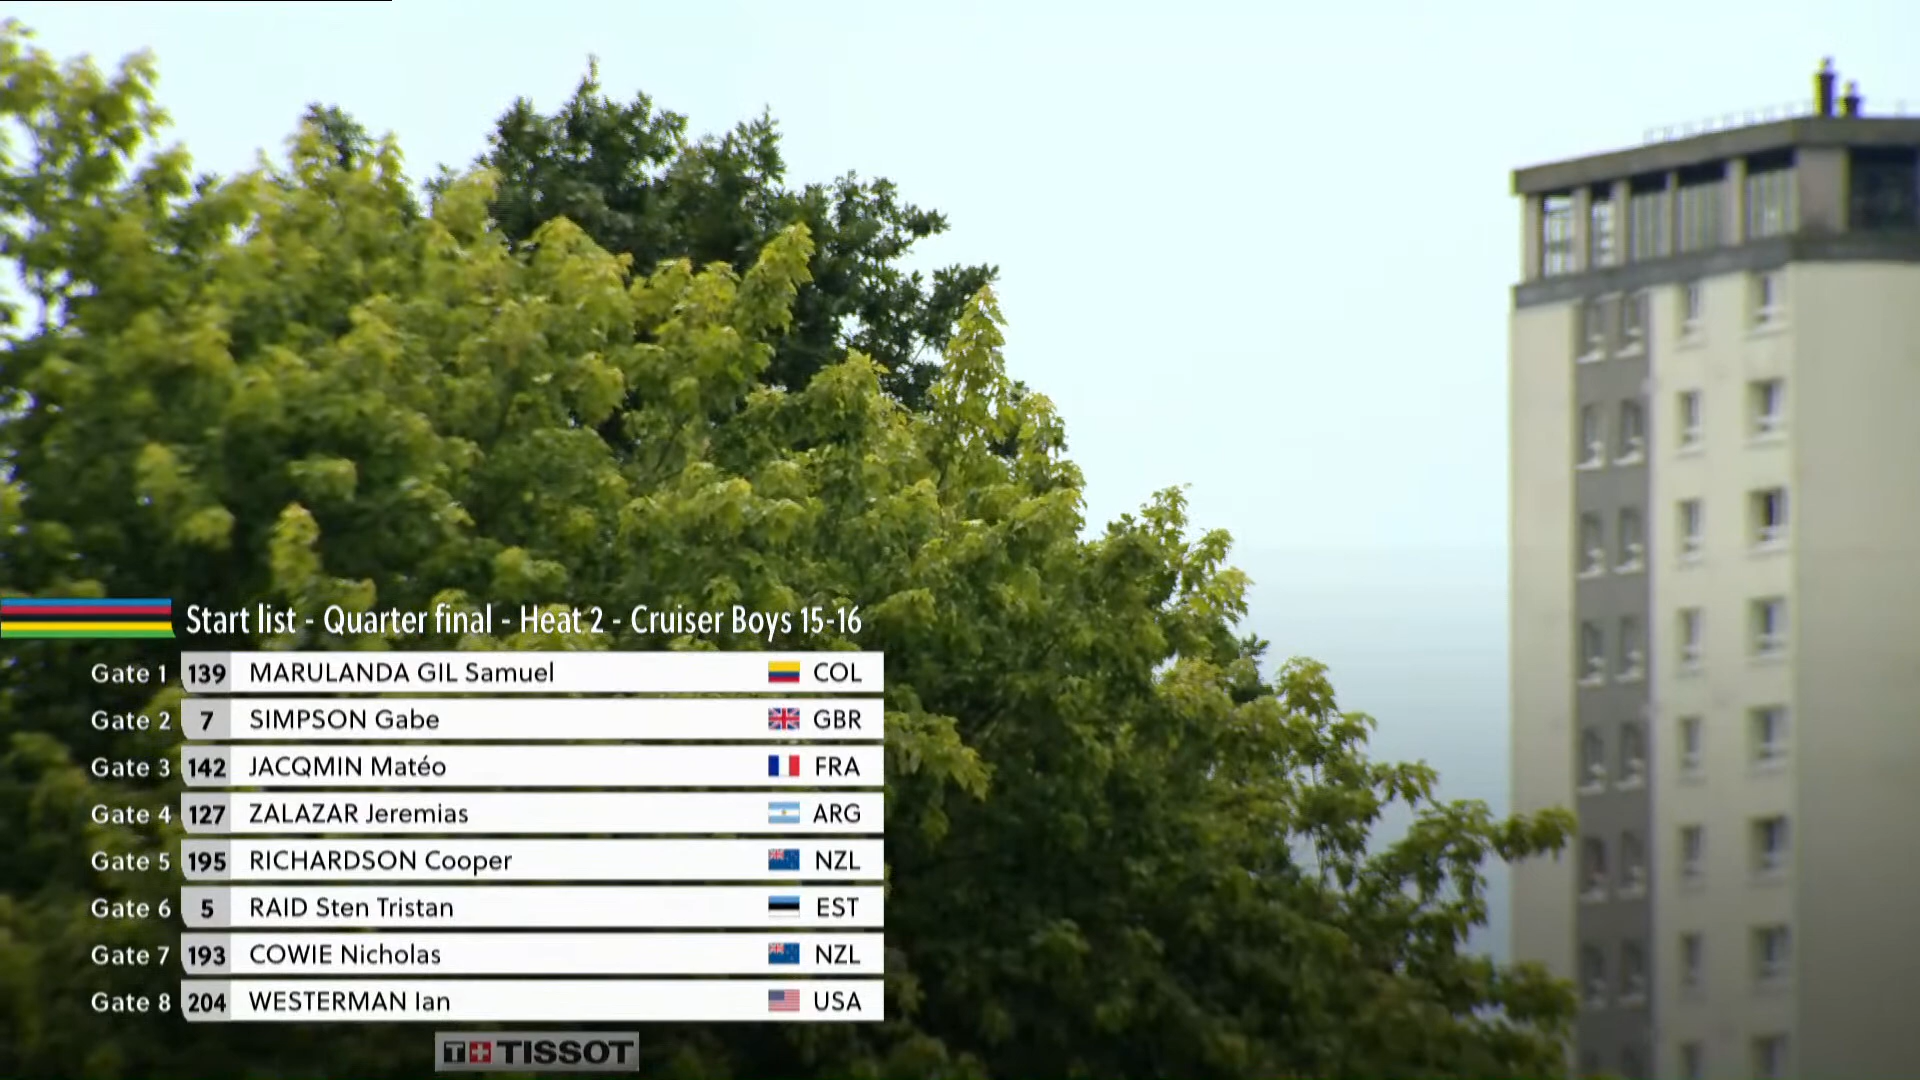 Start list - Quarter final - Heat 2 - Cruiser Boys 15-16
Gate 1 139 MARULANDA GIL Samuel COL
Gate 2 7 SIMPSON Gabe GBR
Gate 3 142 JACQMIN Matéo FRA
Gate 4 127 ZALAZAR Jeremias ARG
Gate 5 195 RICHARDSON Cooper NZL
Gate 6 5 RAID Sten Tristan EST
Gate 7 193 COWIE Nicholas NZL
Gate 8 204 WESTERMAN Ian USA
TISSOT